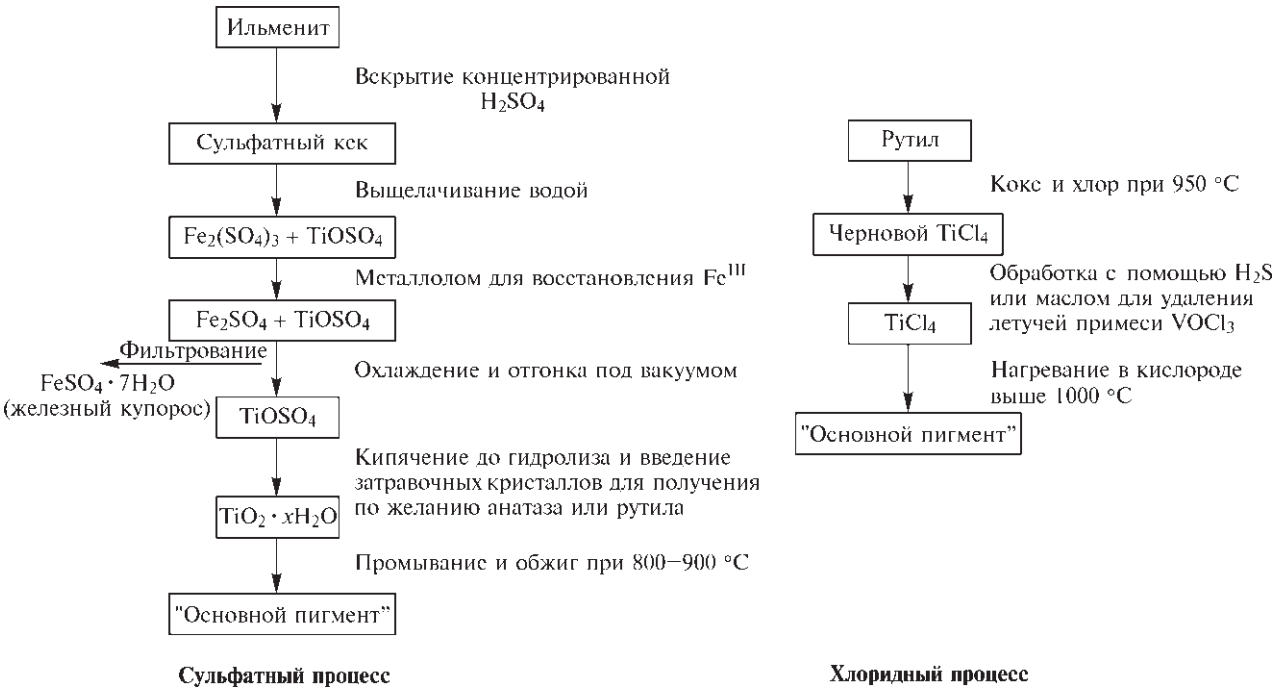 Ильменит
Вскрытие концентрированной
H₂SO₄
Сульфатный кек
Выщелачивание водой
Fe₂(SO₄)₃ + TiOSO₄
Металлолом для восстановления Feᴵᴵᴵ
Fe₂SO₄ + TiOSO₄
Фильтрование
FeSO₄ · 7H₂O
(железный купорос)
Охлаждение и отгонка под вакуумом
TiOSO₄
Кипячение до гидролиза и введение
затравочных кристаллов для получения
по желанию анатаза или рутила
TiO₂ · xH₂O
Промывание и обжиг при 800–900 °C
"Основной пигмент”
Сульфатный процесс
Рутил
Кокс и хлор при 950 °C
Черновой TiCl₄
Обработка с помощью H₂S
или маслом для удаления
летучей примеси VOCl₃
TiCl₄
Нагревание в кислороде
выше 1000 °C
"Основной пигмент”
Хлоридный процесс